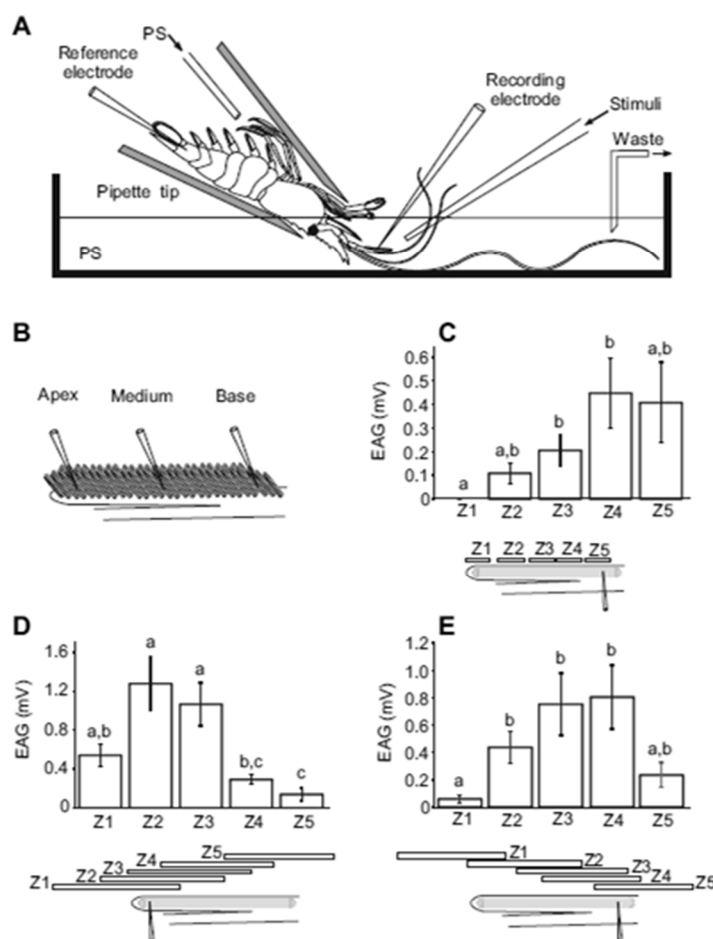 A
PS
Reference
electrode
Recording
electrode
Stimuli
Waste
Pipette tip
PS
B
Apex Medium Base
C
EAG (mV)
0.6
0.5
0.4
0.3
0.2
0.1
0
a
a,b
b
b
a,b
Z1 Z2 Z3 Z4 Z5
Z1 Z2 Z3 Z4 Z5
D
EAG (mV)
1.6
1.2
0.8
0.4
0
a,b
a
a
b,c
c
Z1 Z2 Z3 Z4 Z5
Z5
Z4
Z3
Z2
Z1
E
EAG (mV)
1.2
1.0
0.8
0.6
0.4
0.2
0
a
b
b
b
a,b
Z1 Z2 Z3 Z4 Z5
Z1
Z2
Z3
Z4
Z5